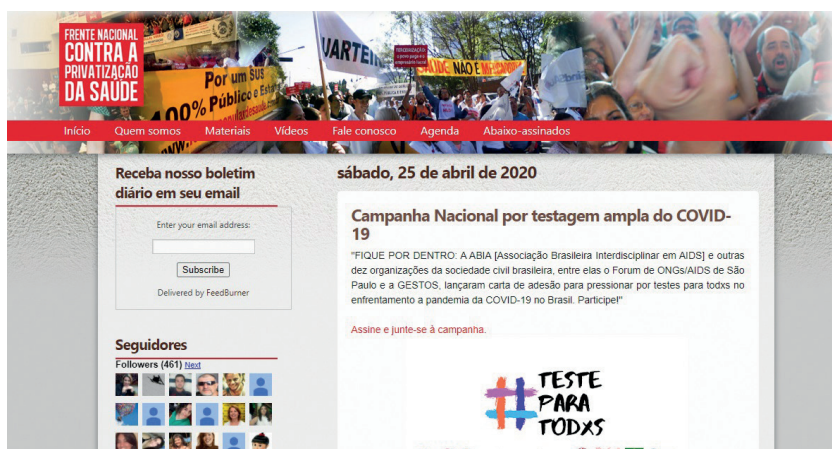 FRENTE NACIONAL
CONTRA A
PRIVATIZAÇÃO
DA SAÚDE
Por um SUS
100% Público e
UARTEI
SAÚDE NÃO É
Início Quem somos Materiais Vídeos Fale conosco Agenda Abaixo-assinados
www.
Receba nosso boletim
diário em seu email
Enter your email address:
Subscribe
Delivered by FeedBurner
Seguidores
Followers (461) Next
sábado, 25 de abril de 2020
Campanha Nacional por testagem ampla do COVID-
19
"FIQUE POR DENTRO: A ABIA [Associação Brasileira Interdisciplinar em AIDS] e outras
dez organizações da sociedade civil brasileira, entre elas o Forum de ONGs/AIDS de São
Paulo e a GESTOS, lançaram carta de adesão para pressionar por testes para todxs no
enfrentamento a pandemia da COVID-19 no Brasil. Participe!"
Assine e junte-se à campanha.
TESTE
PARA
TODXS